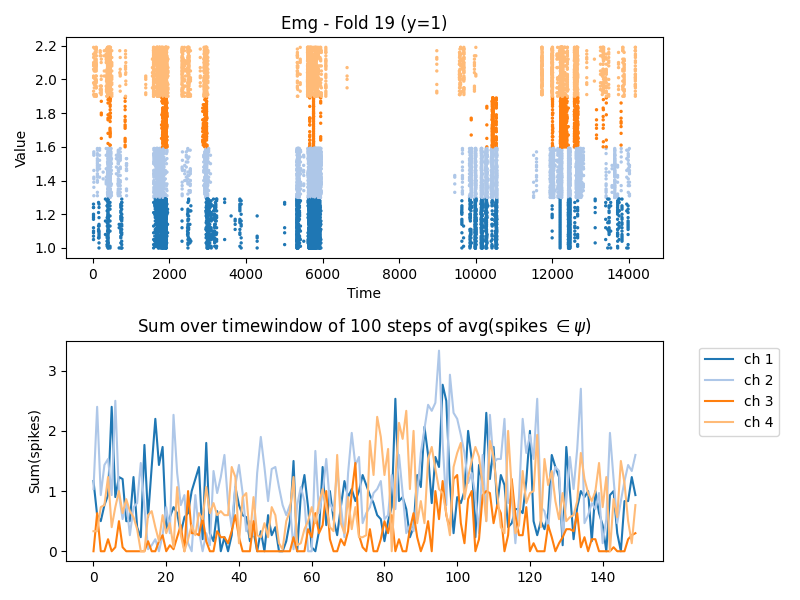 Emg - Fold 19 (y=1)
2.2
2.0
1.8
1.6
1.4
1.2
1.0
Value
0 2000 4000 6000 8000 10000 12000 14000
Time
Sum over timewindow of 100 steps of avg(spikes ∈ ψ)
3
2
1
0
Sum(spikes)
0 20 40 60 80 100 120 140
ch 1
ch 2
ch 3
ch 4